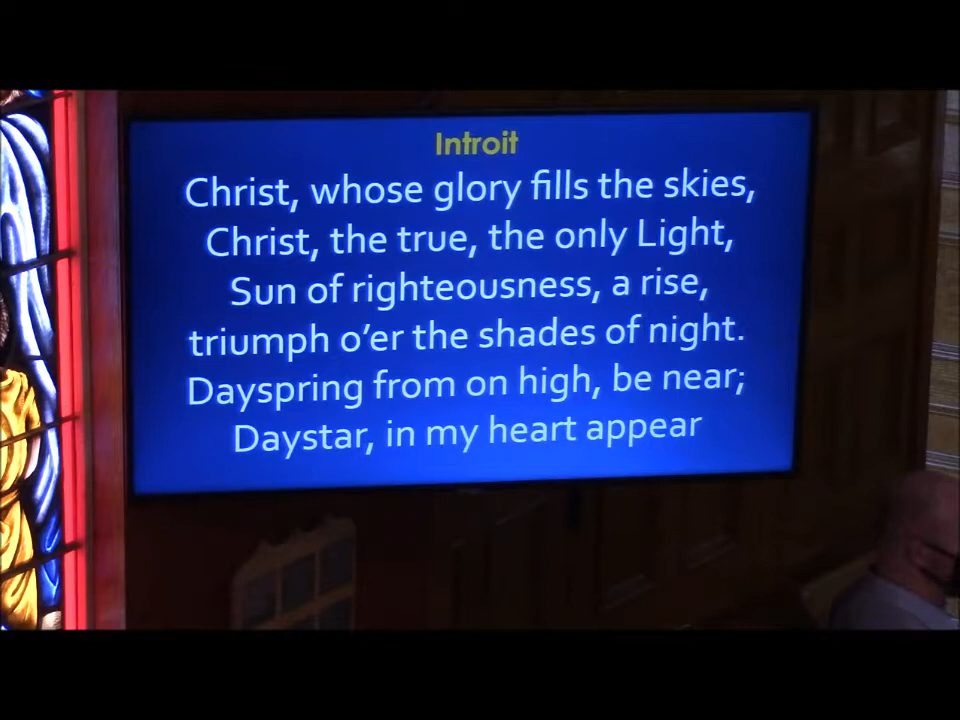 Introit
Christ, whose glory fills the skies,
Christ, the true, the only Light,
Sun of righteousness, a rise,
triumph o’er the shades of night.
Dayspring from on high, be near;
Daystar, in my heart appear